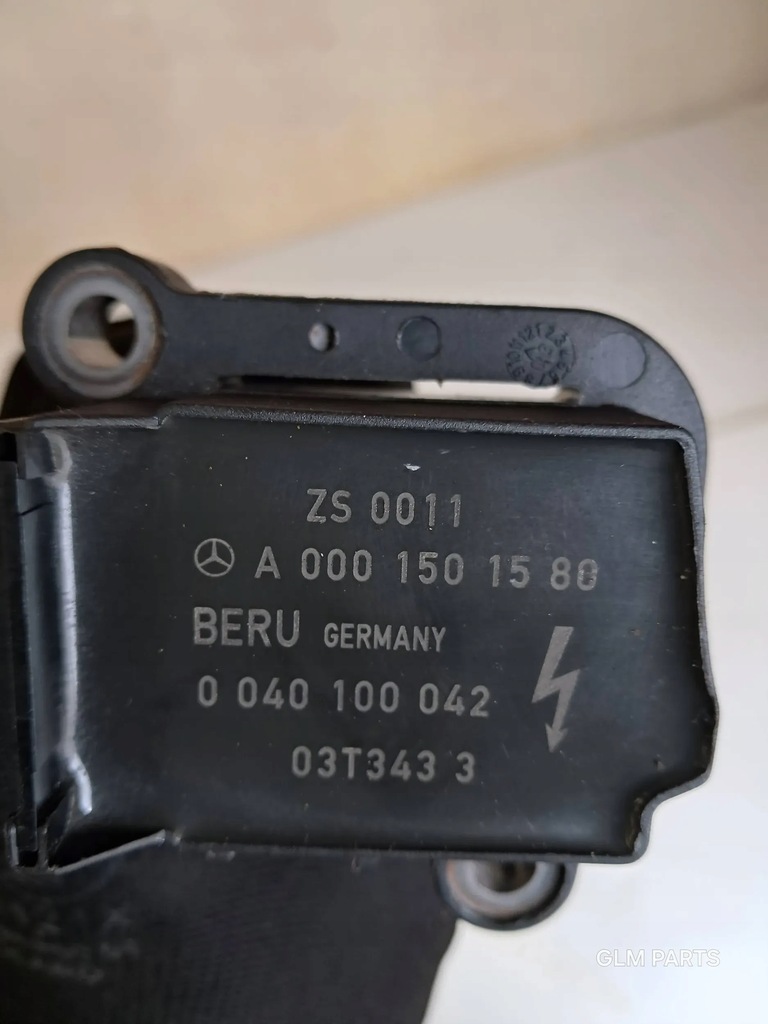 ZS 0011
A 000 150 15 80
BERU GERMANY
0 040 100 042
03T343 3
GLM PARTS